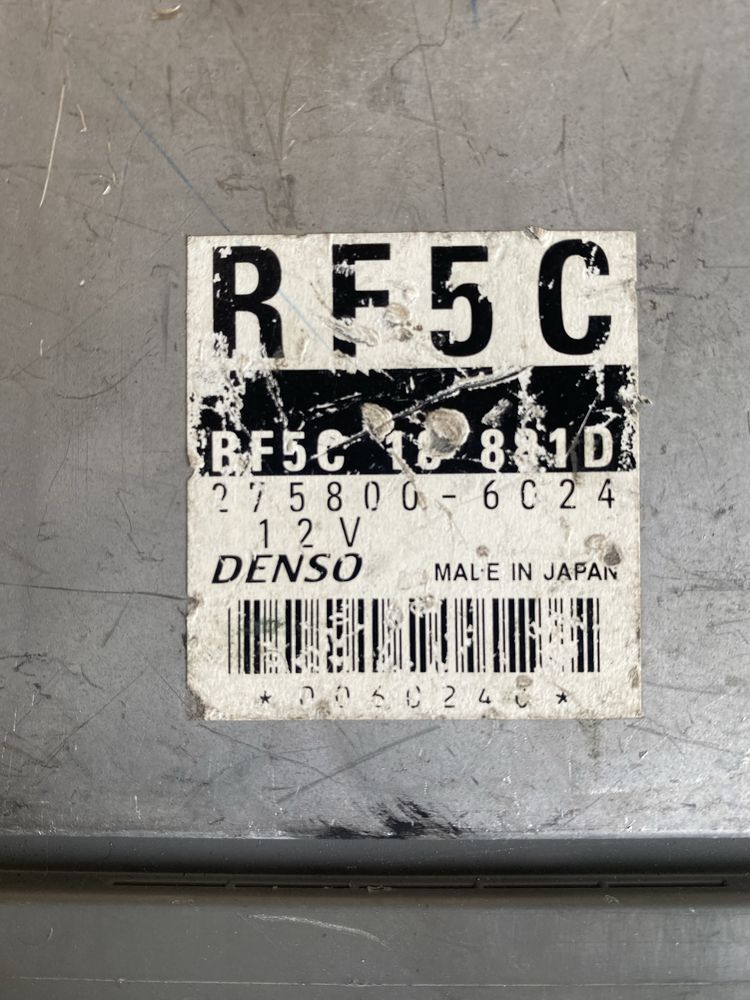 RF5C
RF5C 18 881D
275800-6024
12V
DENSO MADE IN JAPAN